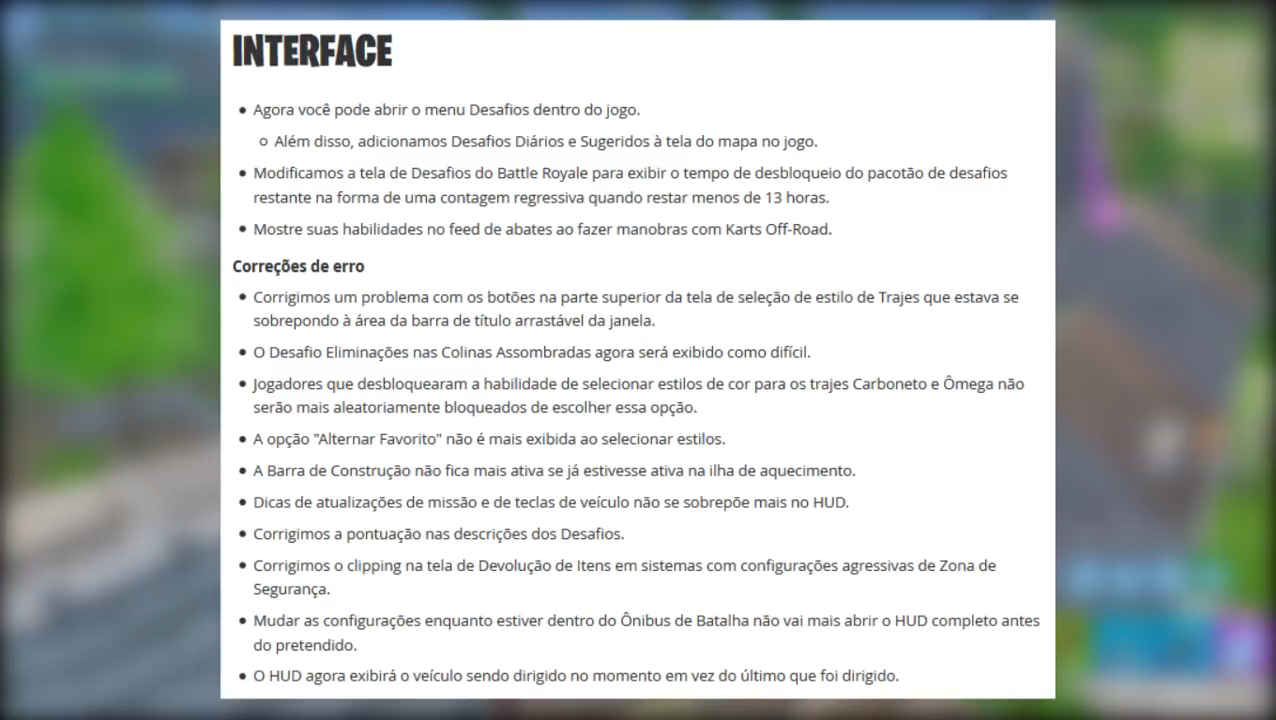 INTERFACE
• Agora você pode abrir o menu Desafios dentro do jogo.
○ Além disso, adicionamos Desafios Diários e Sugeridos à tela do mapa no jogo.
• Modificamos a tela de Desafios do Battle Royale para exibir o tempo de desbloqueio do pacotão de desafios
restante na forma de uma contagem regressiva quando restar menos de 13 horas.
• Mostre suas habilidades no feed de abates ao fazer manobras com Karts Off-Road.
Correções de erro
• Corrigimos um problema com os botões na parte superior da tela de seleção de estilo de Trajes que estava se
sobrepondo à área da barra de título arrastável da janela.
• O Desafio Eliminações nas Colinas Assombradas agora será exibido como difícil.
• Jogadores que desbloquearam a habilidade de selecionar estilos de cor para os trajes Carboneto e Ômega não
serão mais aleatoriamente bloqueados de escolher essa opção.
• A opção "Alternar Favorito" não é mais exibida ao selecionar estilos.
• A Barra de Construção não fica mais ativa se já estivesse ativa na ilha de aquecimento.
• Dicas de atualizações de missão e de teclas de veículo não se sobrepõe mais no HUD.
• Corrigimos a pontuação nas descrições dos Desafios.
• Corrigimos o clipping na tela de Devolução de Itens em sistemas com configurações agressivas de Zona de
Segurança.
• Mudar as configurações enquanto estiver dentro do Ônibus de Batalha não vai mais abrir o HUD completo antes
do pretendido.
• O HUD agora exibirá o veículo sendo dirigido no momento em vez do último que foi dirigido.